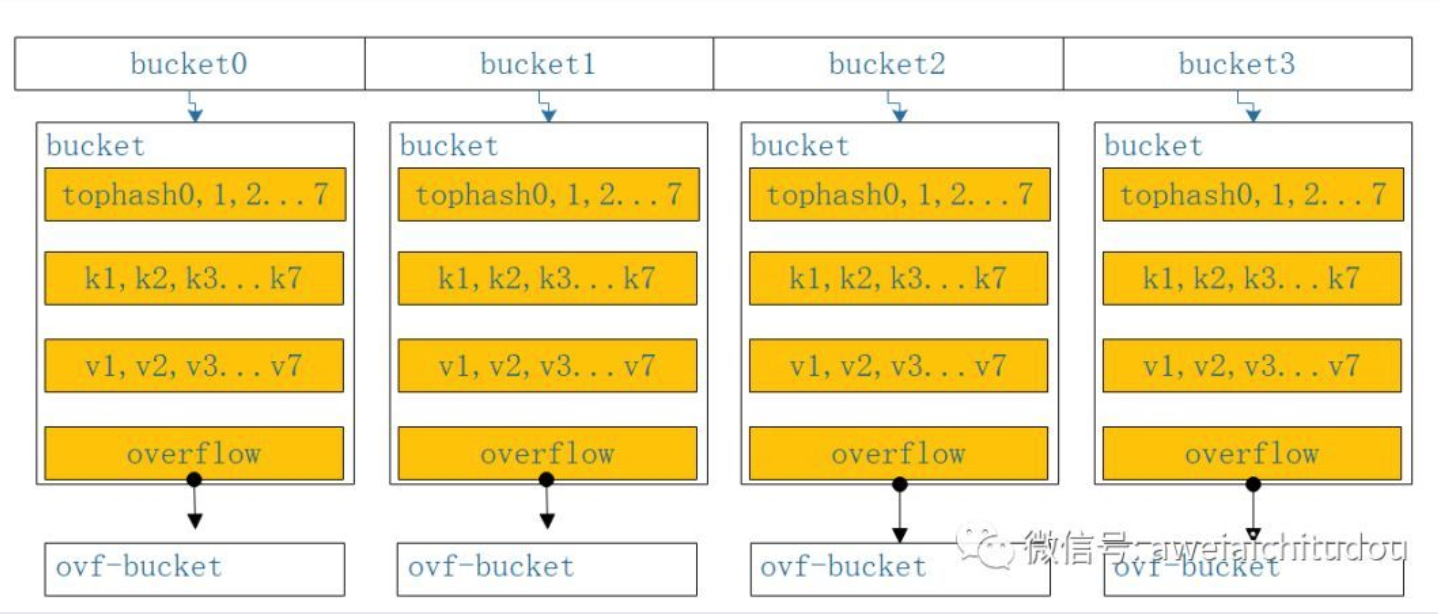 bucket0 bucket1 bucket2 bucket3
bucket bucket bucket bucket
tophash0,1,2...7 tophash0,1,2...7 tophash0,1,2...7 tophash0,1,2...7
k1,k2,k3...k7 k1,k2,k3...k7 k1,k2,k3...k7 k1,k2,k3...k7
v1,v2,v3...v7 v1,v2,v3...v7 v1,v2,v3...v7 v1,v2,v3...v7
overflow overflow overflow overflow
微信号: aweiaichitudou
ovf-bucket ovf-bucket ovf-bucket ovf-bucket